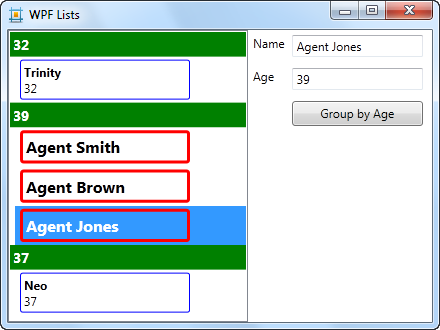 WPF Lists
32
Trinity
32
39
Agent Smith
Agent Brown
Agent Jones
37
Neo
37
Name Agent Jones
Age 39
Group by Age